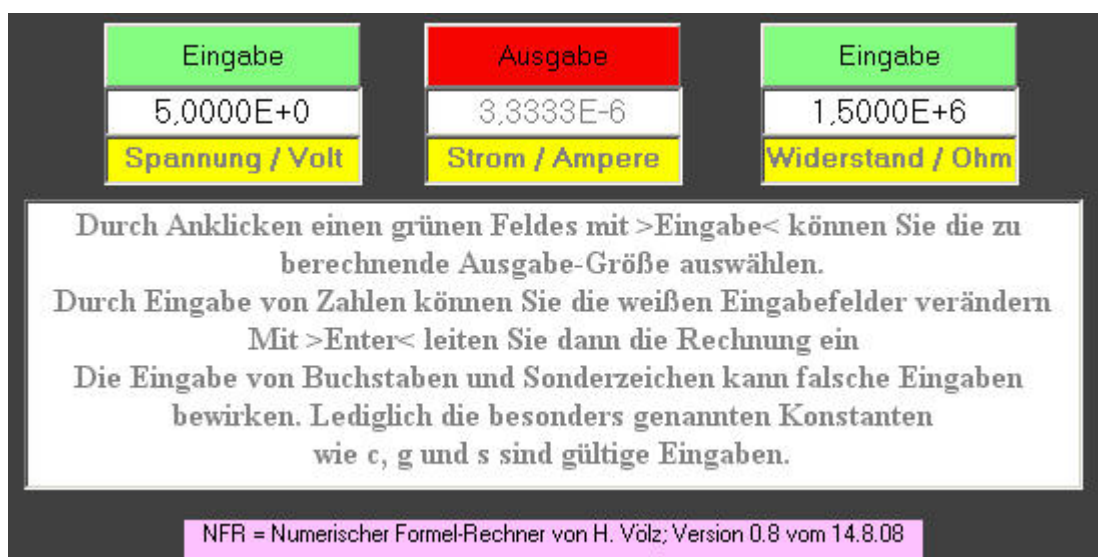 Eingabe Ausgabe Eingabe
5,0000E+0 3,3333E-6 1,5000E+6
Spannung / Volt Strom / Ampere Widerstand / Ohm
Durch Anklicken einen grünen Feldes mit >Eingabe< können Sie die zu
berechnende Ausgabe-Größe auswählen.
Durch Eingabe von Zahlen können Sie die weißen Eingabefelder verändern
Mit >Enter< leiten Sie dann die Rechnung ein
Die Eingabe von Buchstaben und Sonderzeichen kann falsche Eingaben
bewirken. Lediglich die besonders genannten Konstanten
wie c, g und s sind gültige Eingaben.
NFR = Numerischer Formel-Rechner von H. Völz; Version 0.8 vom 14.8.08